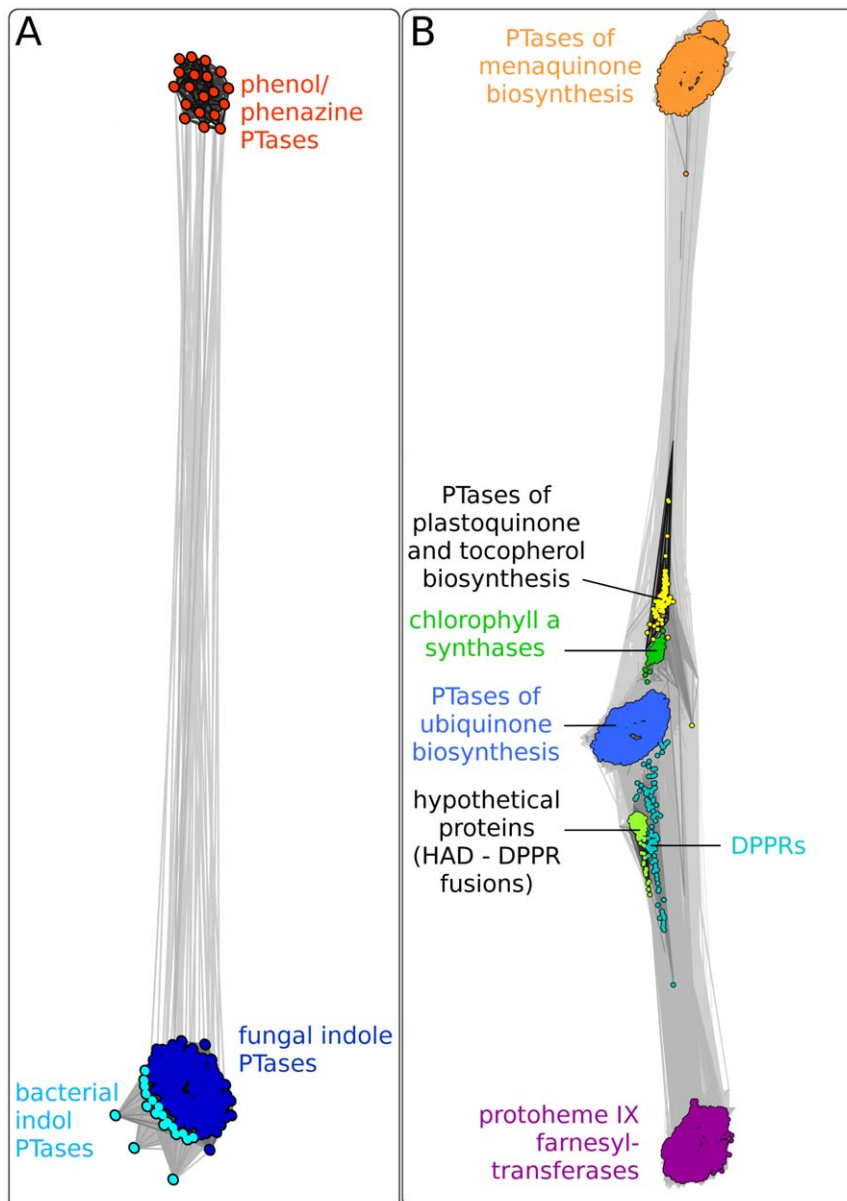 A
phenol/
phenazine
PTases
fungal indole
PTases
bacterial
indol
PTases
B
PTases of
menaquinone
biosynthesis
PTases of
plastoquinone
and tocopherol
biosynthesis
chlorophyll a
synthases
PTases of
ubiquinone
biosynthesis
hypothetical
proteins
(HAD - DPPR
fusions)
DPPRs
protoheme IX
farnesyl-
transferases